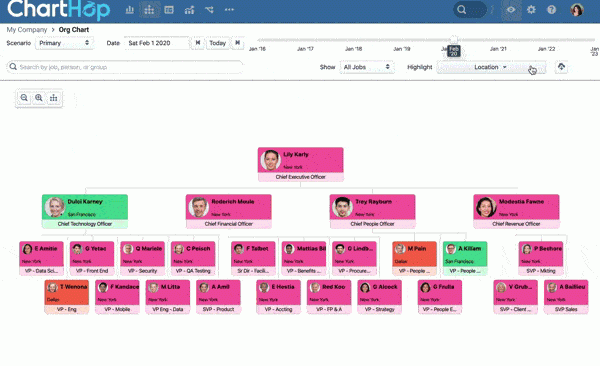 ChartHop
My Company > Org Chart
Scenario Primary Date Sat Feb 1 2020 Today
Jan '16 Jan '17 Jan '18 Jan '19 Feb '20 Jan '21 Jan '22 Jan '23
Search by job, person, or group
Show All Jobs Highlight Location
Lily Karly
New York
Chief Executive Officer
Dulci Karney
San Francisco
Chief Technology Officer
Roderich Meule
New York
Chief Financial Officer
Trey Rayburn
New York
Chief People Officer
Modestia Fawne
New York
Chief Revenue Officer
E Amttie
New York
VP - Data Sci...
G Yetac
New York
VP - Front End
Q Mariele
New York
VP - Security
C Peisch
New York
VP - QA Testing
F Talbot
New York
Sr Dir - Facili...
Mattias Bil
New York
VP - Benefits ...
G Lindb...
New York
VP - Procure...
M Pain
Dallas
VP - People ...
A Killam
San Francisco
VP - People ...
P Beshore
New York
SVP - Mkting
T Wenona
Dallas
VP - Eng
F Kandace
New York
VP - Mobile
M Litta
New York
VP Eng - Data
A Amii
New York
SVP - Product
E Hestia
New York
VP - Accting
Red Koo
New York
VP - FP & A
G Alseck
New York
VP - Strategy
G Fnulia
New York
VP - People E...
V Grub...
New York
SVP - Client ...
A Baillieu
New York
SVP Sales